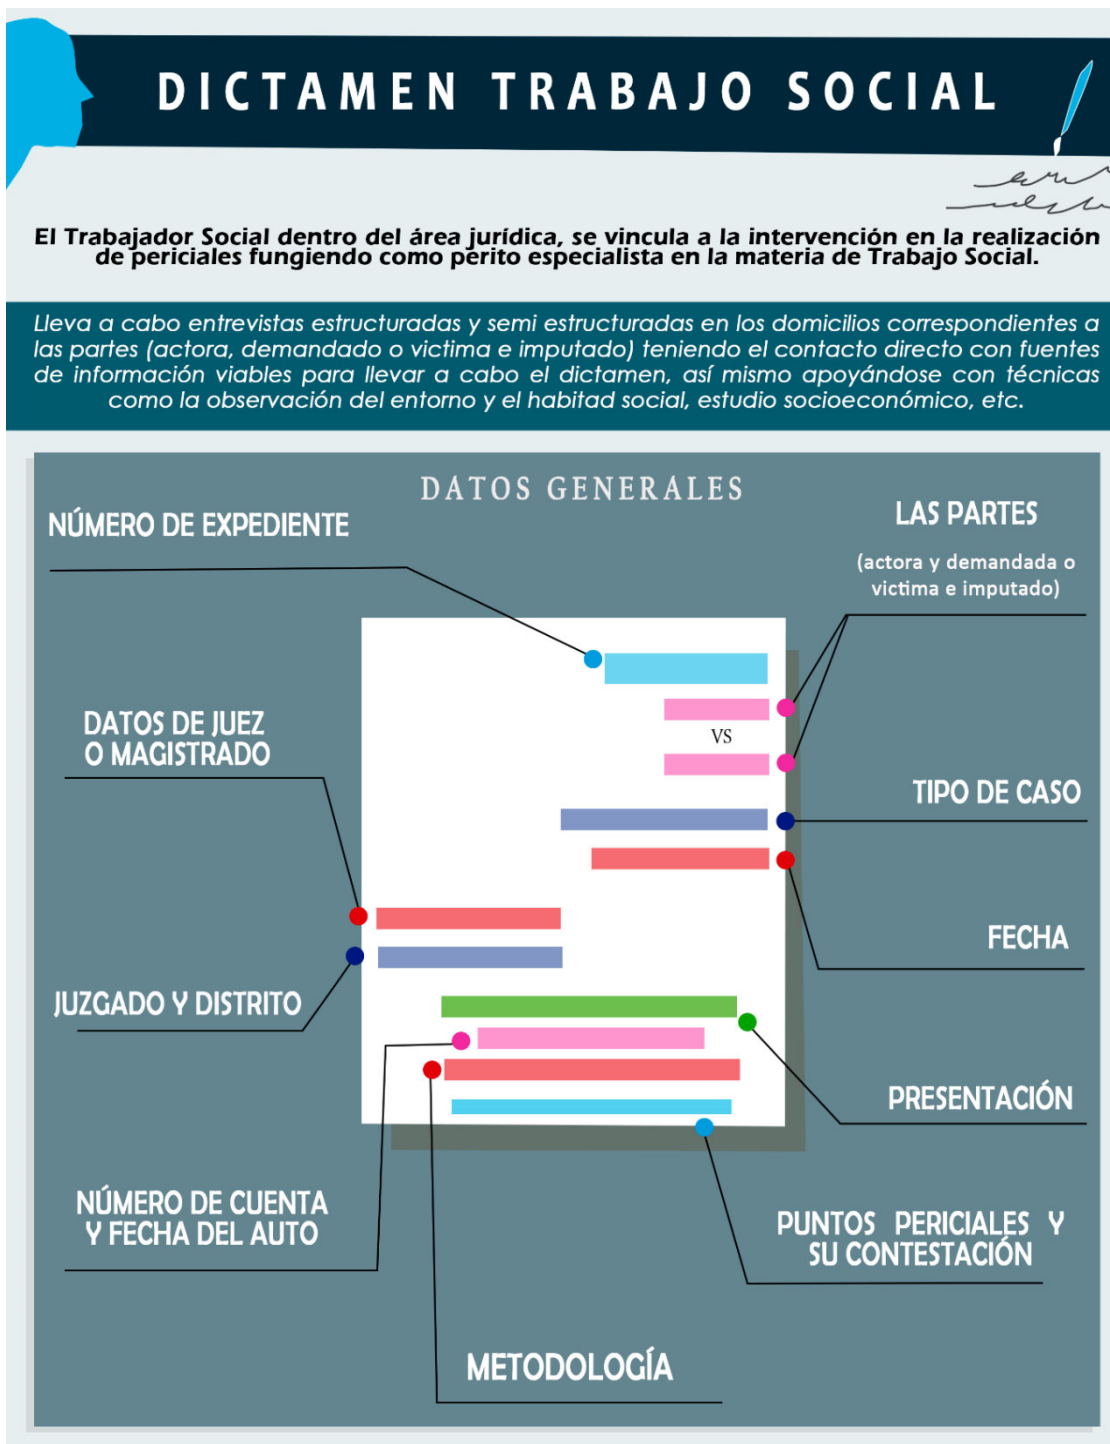 DICTAMEN TRABAJO SOCIAL
El Trabajador Social dentro del área jurídica, se vincula a la intervención en la realización
de periciales fungiendo como perito especialista en la materia de Trabajo Social.
Lleva a cabo entrevistas estructuradas y semi estructuradas en los domicilios correspondientes a
las partes (actora, demandado o victima e imputado) teniendo el contacto directo con fuentes
de información viables para llevar a cabo el dictamen, así mismo apoyándose con técnicas
como la observación del entorno y el habitad social, estudio socioeconómico, etc.
DATOS GENERALES
NÚMERO DE EXPEDIENTE
LAS PARTES
(actora y demandada o
victima e imputado)
VS
DATOS DE JUEZ
O MAGISTRADO
TIPO DE CASO
FECHA
JUZGADO Y DISTRITO
PRESENTACIÓN
NÚMERO DE CUENTA
Y FECHA DEL AUTO
PUNTOS PERICIALES Y
SU CONTESTACIÓN
METODOLOGÍA